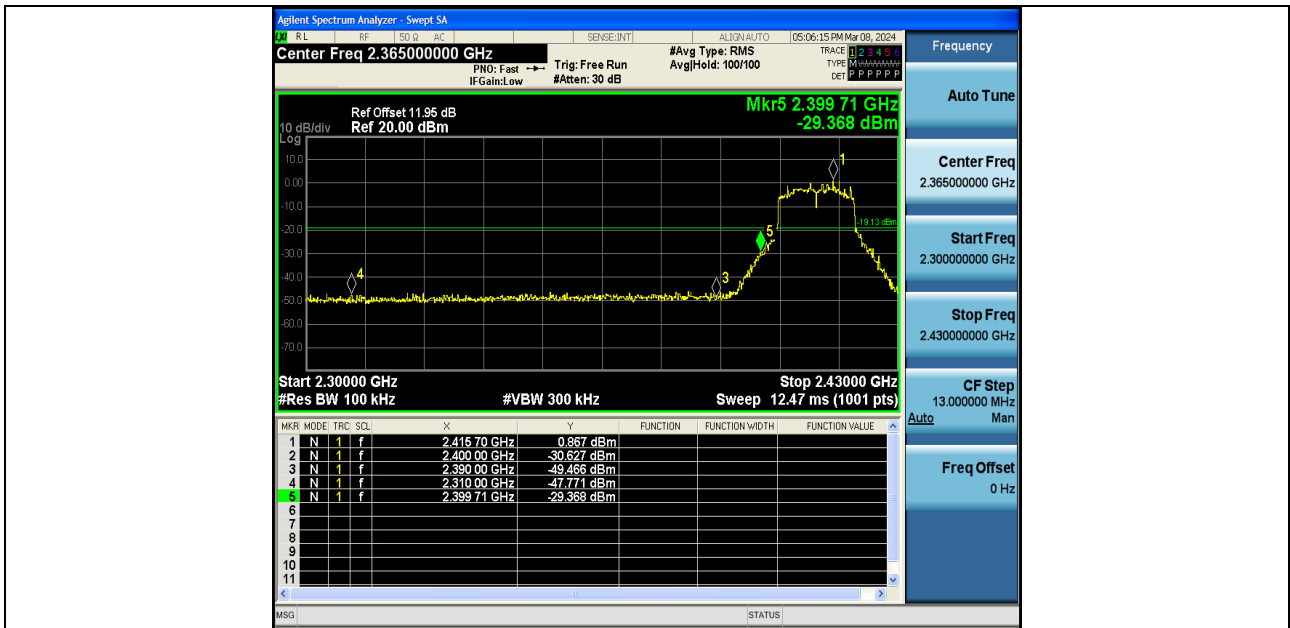 Agilent Spectrum Analyzer - Swept SA
LXI RL RF 50 Ω AC SENSE:INT ALIGN AUTO 05:06:15 PM Mar 08, 2024
Center Freq 2.365000000 GHz
PNO: Fast
IFGain:Low
Trig: Free Run
#Atten: 30 dB
#Avg Type: RMS
Avg|Hold: 100/100
TRACE 1 2 3 4 5 6
TYPE M
DET P P P P P P
Ref Offset 11.95 dB
10 dB/div Ref 20.00 dBm
Log
Mkr5 2.399 71 GHz
-29.368 dBm
10.0
0.00
-10.0
-20.0
-30.0
-40.0
-50.0
-60.0
-70.0
1
-19.13 dBm
5
4
3
Start 2.30000 GHz Stop 2.43000 GHz
#Res BW 100 kHz #VBW 300 kHz Sweep 12.47 ms (1001 pts)
MKR MODE TRC SCL X Y FUNCTION FUNCTION WIDTH FUNCTION VALUE
1 N 1 f 2.415 70 GHz 0.867 dBm
2 N 1 f 2.400 00 GHz -30.627 dBm
3 N 1 f 2.390 00 GHz -49.466 dBm
4 N 1 f 2.310 00 GHz -47.771 dBm
5 N 1 f 2.399 71 GHz -29.368 dBm
6
7
8
9
10
11
MSG STATUS
Frequency
Auto Tune
Center Freq
2.365000000 GHz
Start Freq
2.300000000 GHz
Stop Freq
2.430000000 GHz
CF Step
13.000000 MHz
Auto Man
Freq Offset
0 Hz